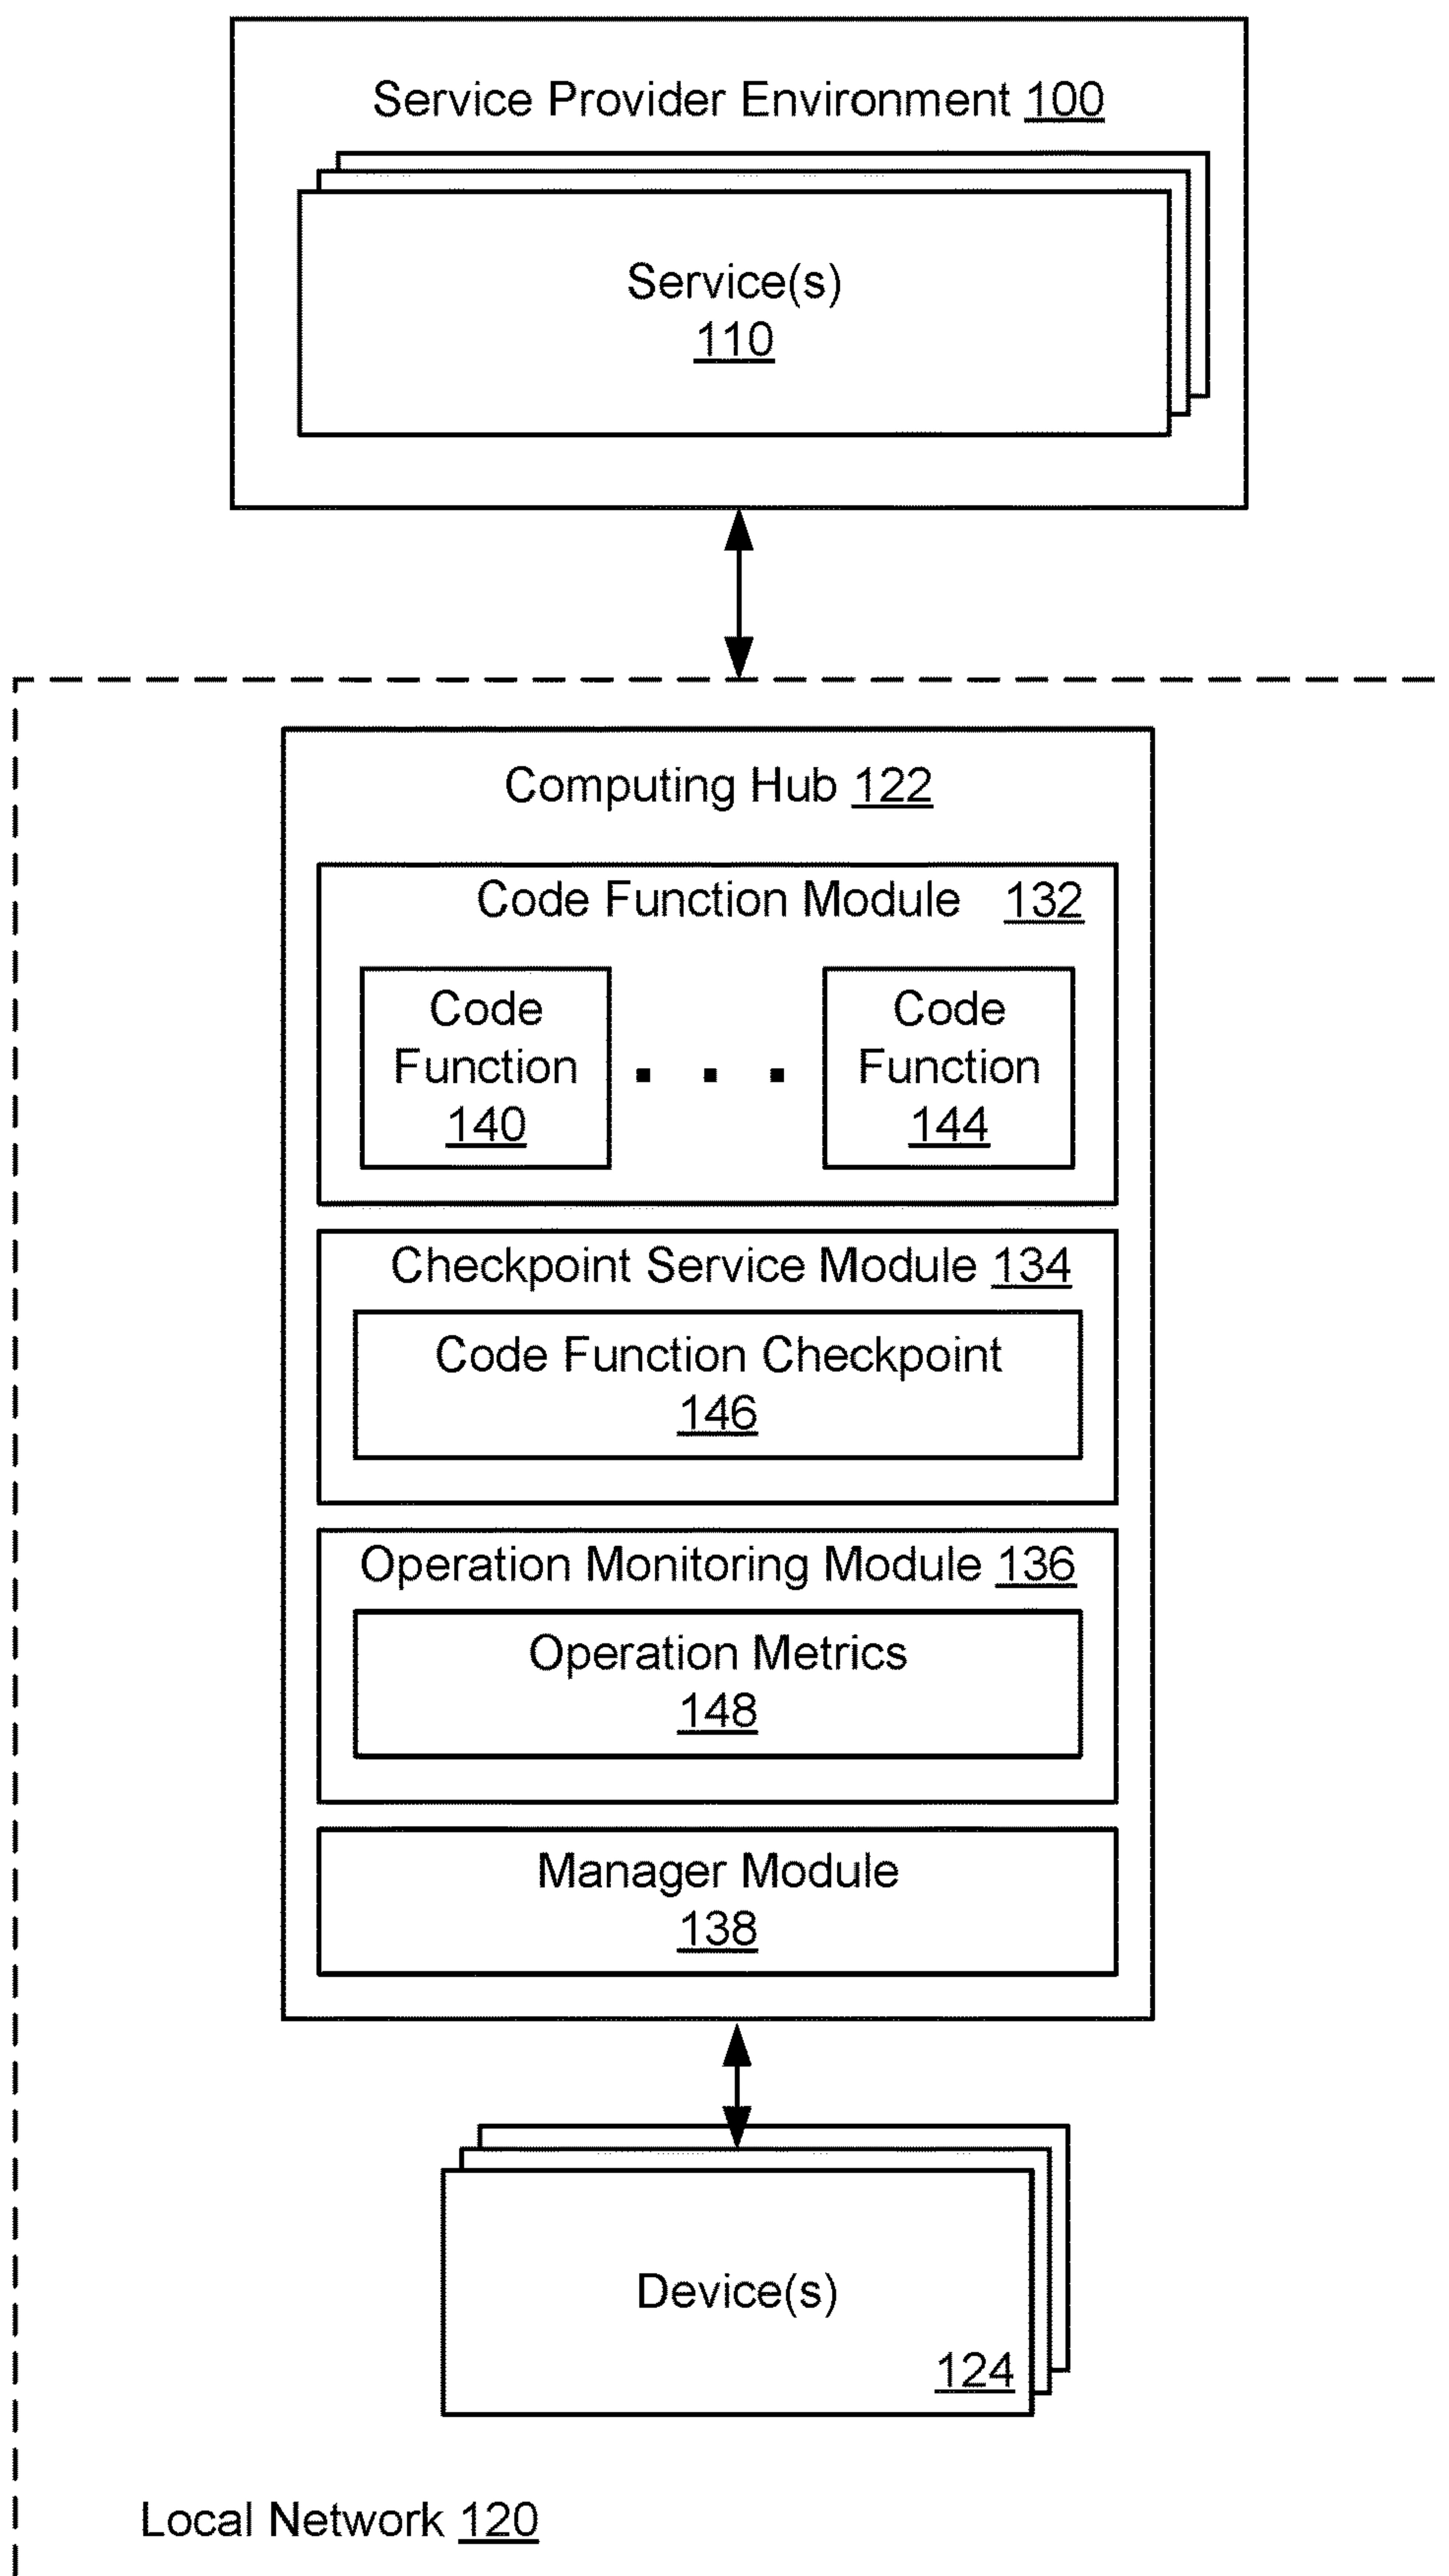 Service Provider Environment 100
Service(s)
110
Computing Hub 122
Code Function Module 132
Code
Function
140
Code
Function
144
Checkpoint Service Module 134
Code Function Checkpoint
146
Operation Monitoring Module 136
Operation Metrics
148
Manager Module
138
Device(s)
124
Local Network 120